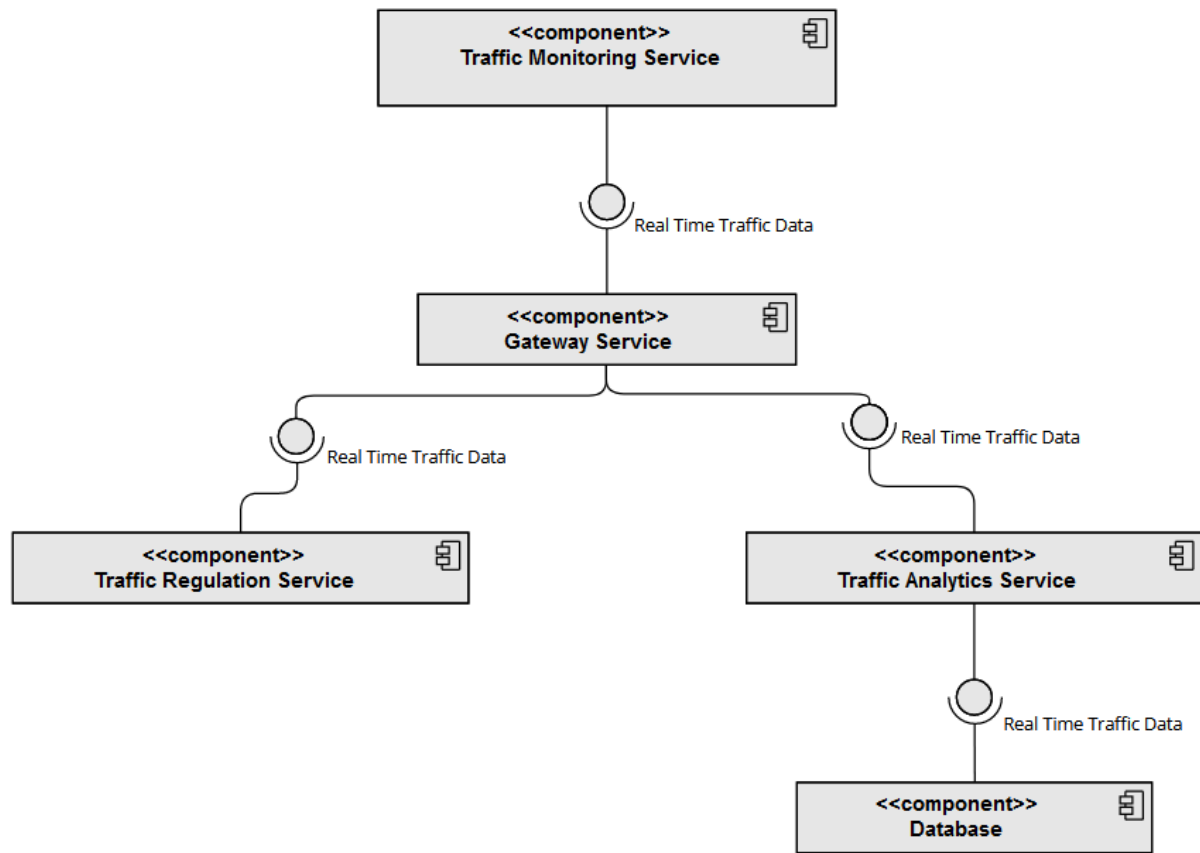 <<component>>
Traffic Monitoring Service
Real Time Traffic Data
<<component>>
Gateway Service
Real Time Traffic Data
Real Time Traffic Data
<<component>>
Traffic Regulation Service
<<component>>
Traffic Analytics Service
Real Time Traffic Data
<<component>>
Database